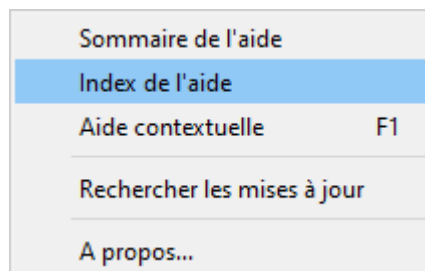 Sommaire de l'aide
Index de l'aide
Aide contextuelle F1
Rechercher les mises à jour
A propos...